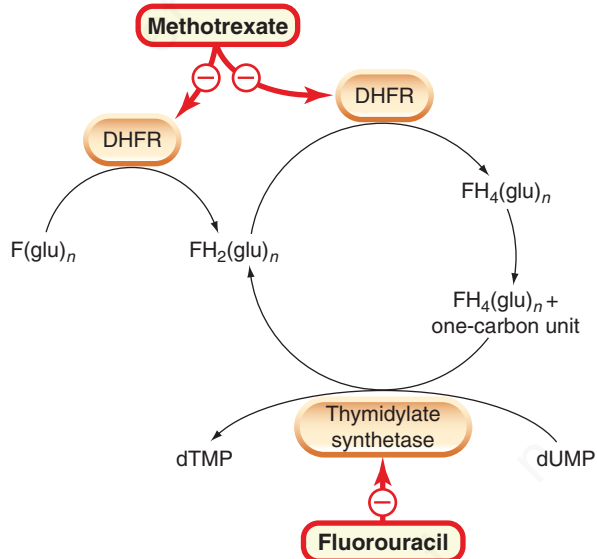 Methotrexate
−
−
DHFR
DHFR
FH₄(glu)ₙ
F(glu)ₙ
FH₂(glu)ₙ
FH₄(glu)ₙ +
one-carbon unit
Thymidylate
synthetase
dTMP
dUMP
−
Fluorouracil